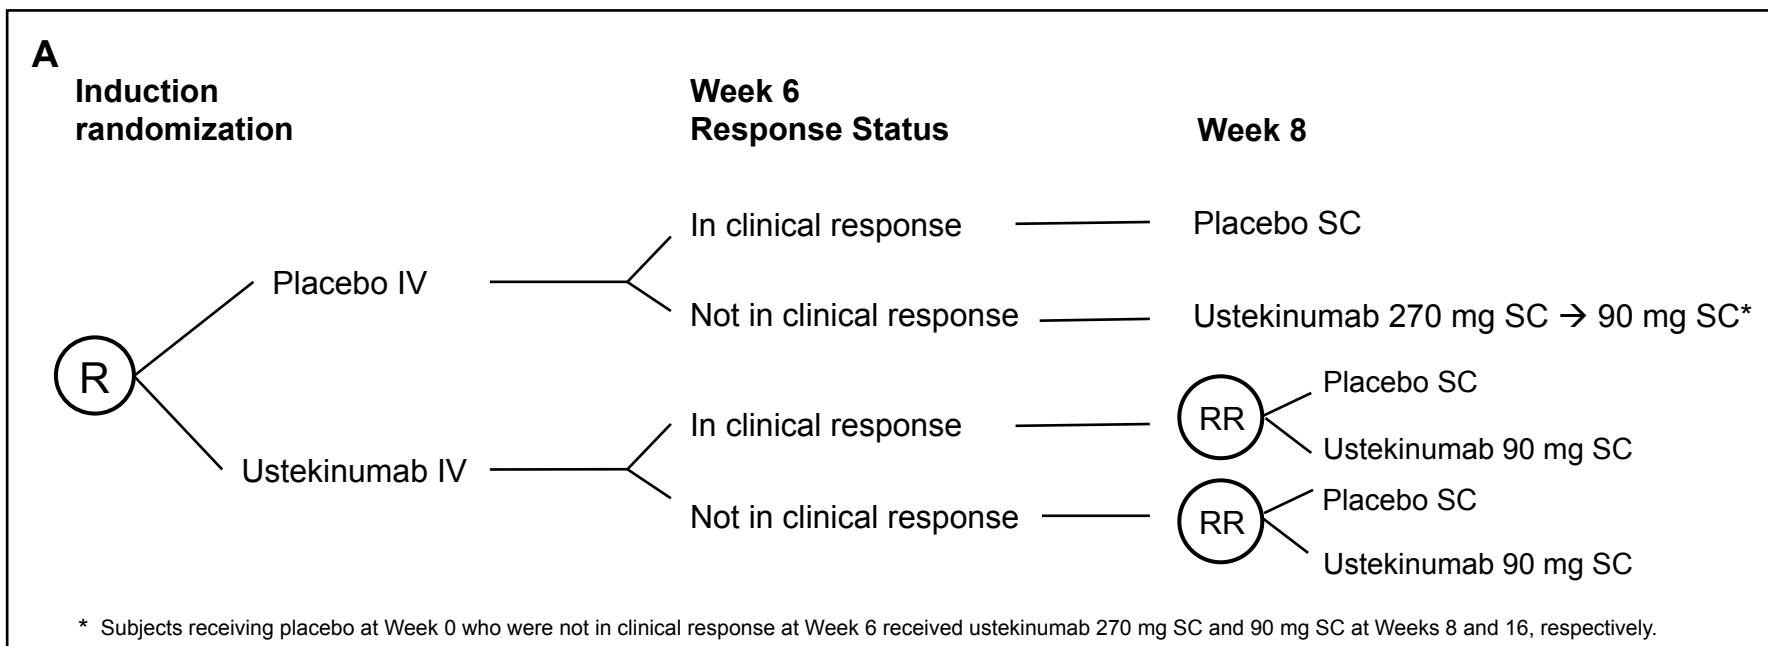 A
Induction
randomization
Week 6
Response Status
Week 8
In clinical response
Placebo SC
Placebo IV
Not in clinical response
Ustekinumab 270 mg SC → 90 mg SC*
R
Placebo SC
In clinical response
RR
Ustekinumab 90 mg SC
Ustekinumab IV
Placebo SC
Not in clinical response
RR
Ustekinumab 90 mg SC
* Subjects receiving placebo at Week 0 who were not in clinical response at Week 6 received ustekinumab 270 mg SC and 90 mg SC at Weeks 8 and 16, respectively.